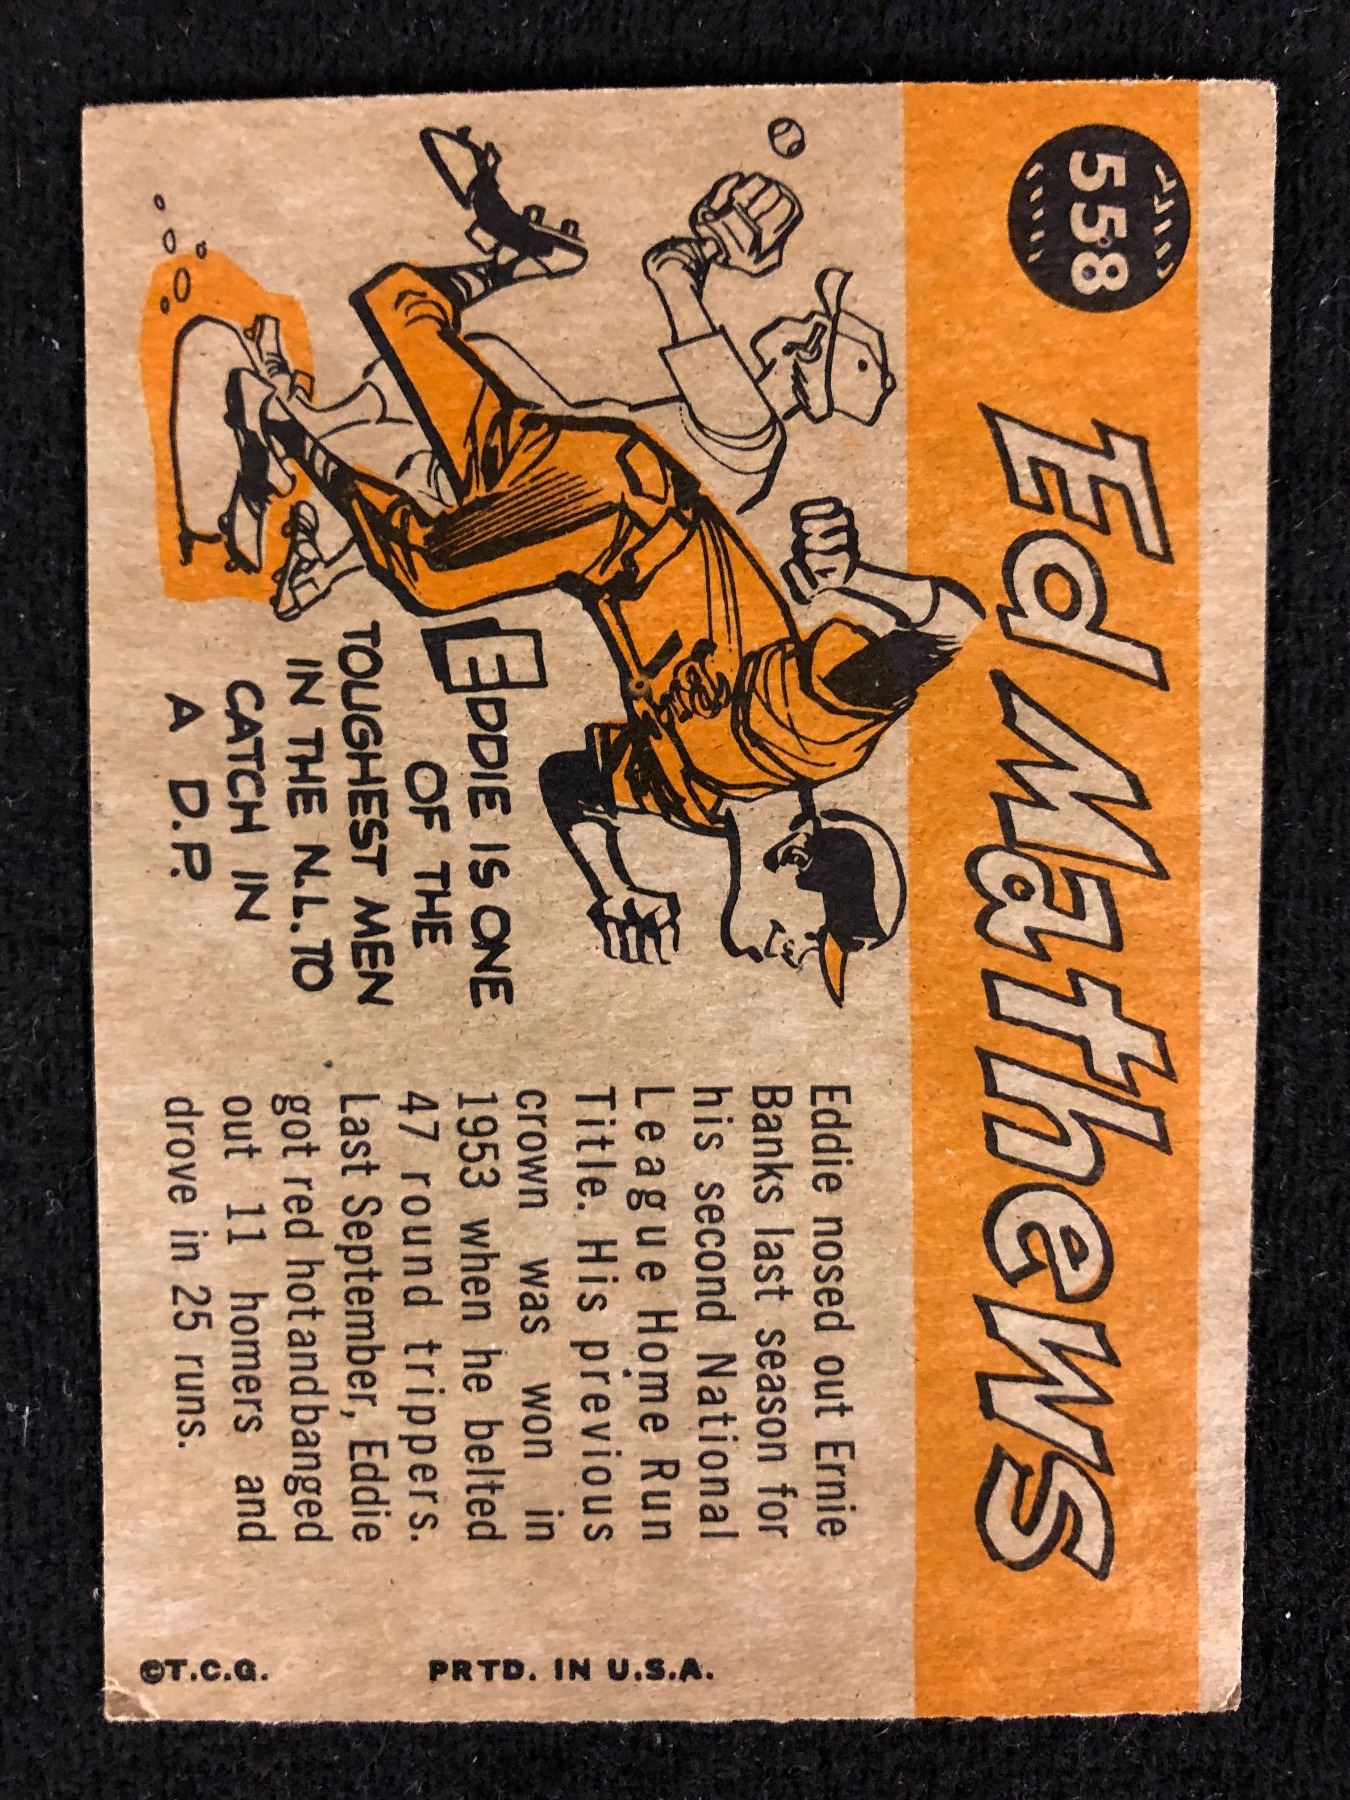 558
Ed Mathews
EDDIE IS ONE
OF THE
TOUGHEST MEN
IN THE N.L. TO
CATCH IN
A D.P.
Eddie nosed out Ernie
Banks last season for
his second National
League Home Run
Title. His previous
crown was won in
1953 when he belted
47 round trippers.
Last September, Eddie
got red hot and banged
out 11 homers and
drove in 25 runs.
©T.C.G.
PRTD. IN U.S.A.